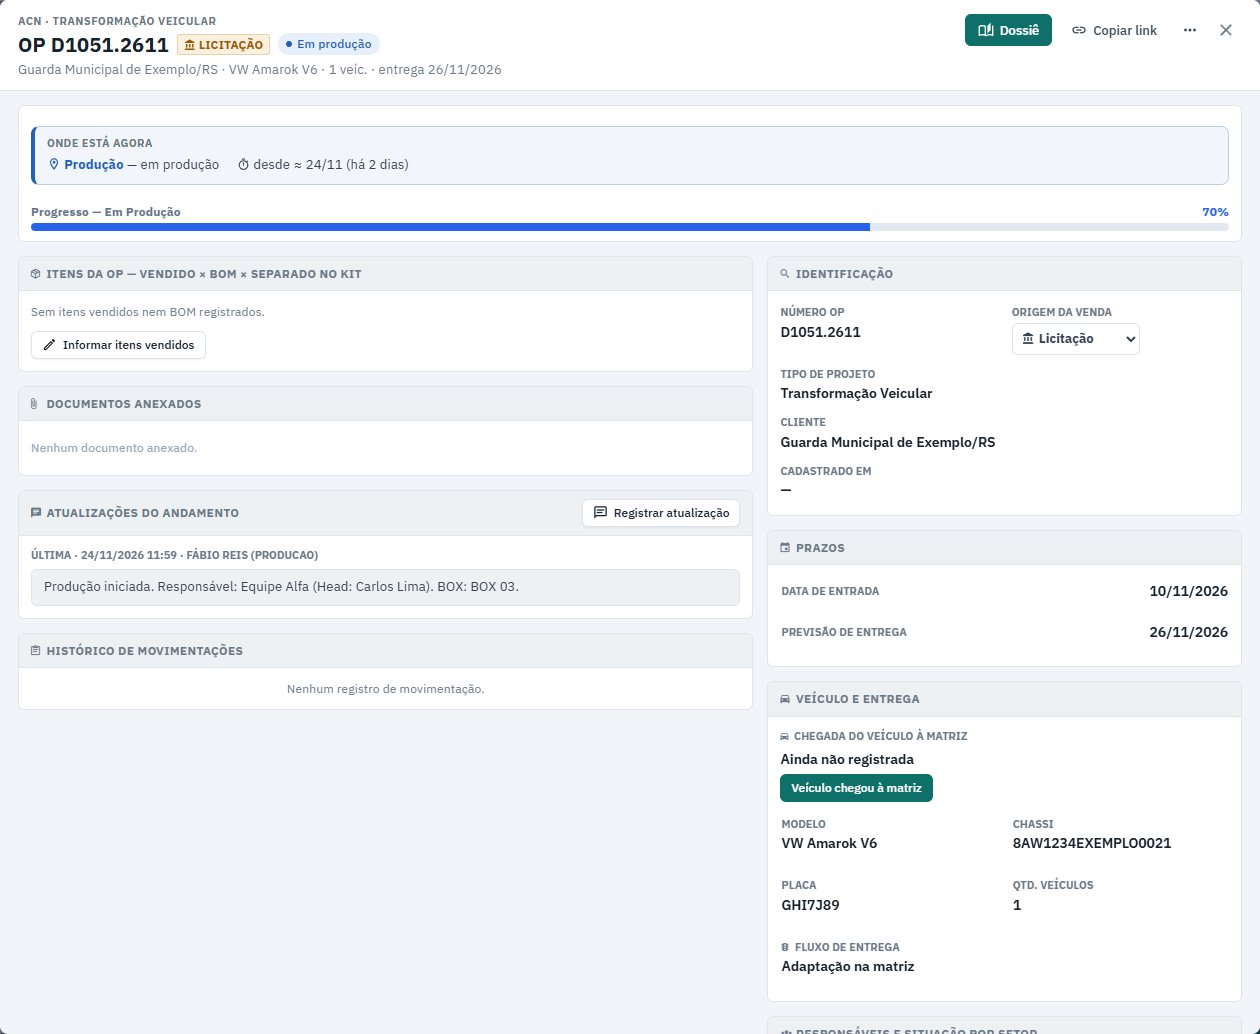 ACN · TRANSFORMAÇÃO VEICULAR
OP D1051.2611
LICITAÇÃO
Em produção
Guarda Municipal de Exemplo/RS · VW Amarok V6 · 1 veíc. · entrega 26/11/2026
Dossiê
Copiar link
ONDE ESTÁ AGORA
Produção — em produção
desde ≈ 24/11 (há 2 dias)
Progresso — Em Produção
70%
ITENS DA OP — VENDIDO × BOM × SEPARADO NO KIT
Sem itens vendidos nem BOM registrados.
Informar itens vendidos
DOCUMENTOS ANEXADOS
Nenhum documento anexado.
ATUALIZAÇÕES DO ANDAMENTO
Registrar atualização
ÚLTIMA · 24/11/2026 11:59 · FÁBIO REIS (PRODUCAO)
Produção iniciada. Responsável: Equipe Alfa (Head: Carlos Lima). BOX: BOX 03.
HISTÓRICO DE MOVIMENTAÇÕES
Nenhum registro de movimentação.
IDENTIFICAÇÃO
NÚMERO OP
D1051.2611
ORIGEM DA VENDA
Licitação
TIPO DE PROJETO
Transformação Veicular
CLIENTE
Guarda Municipal de Exemplo/RS
CADASTRADO EM
—
PRAZOS
DATA DE ENTRADA
10/11/2026
PREVISÃO DE ENTREGA
26/11/2026
VEÍCULO E ENTREGA
CHEGADA DO VEÍCULO À MATRIZ
Ainda não registrada
Veículo chegou à matriz
MODELO
VW Amarok V6
CHASSI
8AW1234EXEMPLO0021
PLACA
GHI7J89
QTD. VEÍCULOS
1
FLUXO DE ENTREGA
Adaptação na matriz
RESPONSÁVEIS E SITUAÇÃO POR SETOR